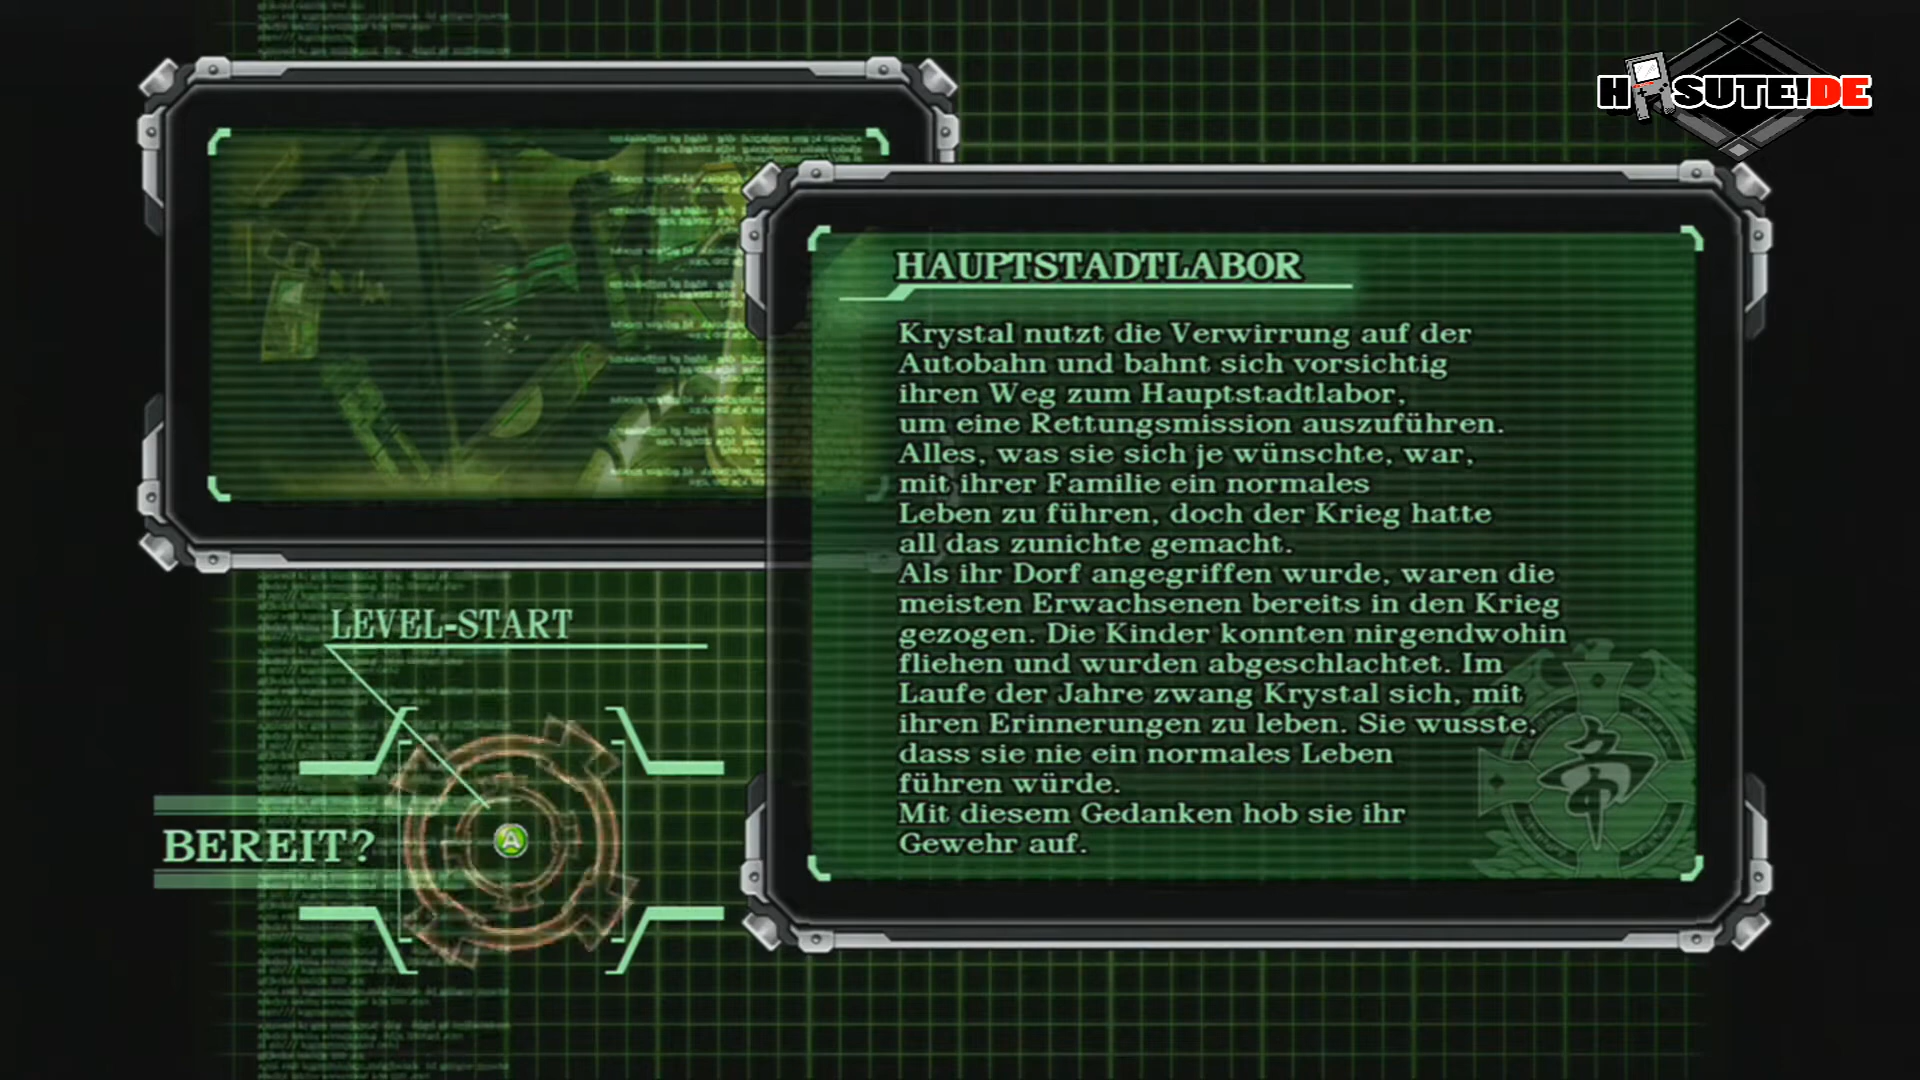 H SUTE!DE
HAUPTSTADTLABOR
Krystal nutzt die Verwirrung auf der
Autobahn und bahnt sich vorsichtig
ihren Weg zum Hauptstadtlabor,
um eine Rettungsmission auszuführen.
Alles, was sie sich je wünschte, war,
mit ihrer Familie ein normales
Leben zu führen, doch der Krieg hatte
all das zunichte gemacht.
Als ihr Dorf angegriffen wurde, waren die
meisten Erwachsenen bereits in den Krieg
gezogen. Die Kinder konnten nirgendwohin
fliehen und wurden abgeschlachtet. Im
Laufe der Jahre zwang Krystal sich, mit
ihren Erinnerungen zu leben. Sie wusste,
dass sie nie ein normales Leben
führen würde.
Mit diesem Gedanken hob sie ihr
Gewehr auf.
LEVEL-START
BEREIT?
A